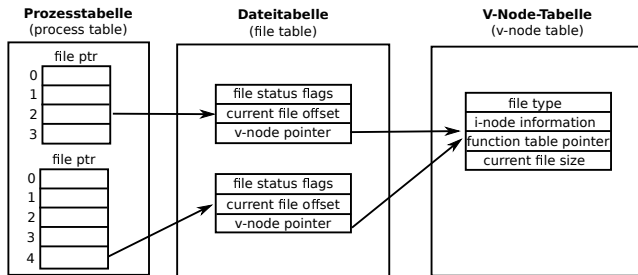 Prozesstabelle
(process table)
file ptr
0
1
2
3
file ptr
0
1
2
3
4
Dateitabelle
(file table)
file status flags
current file offset
v-node pointer
file status flags
current file offset
v-node pointer
V-Node-Tabelle
(v-node table)
file type
i-node information
function table pointer
current file size